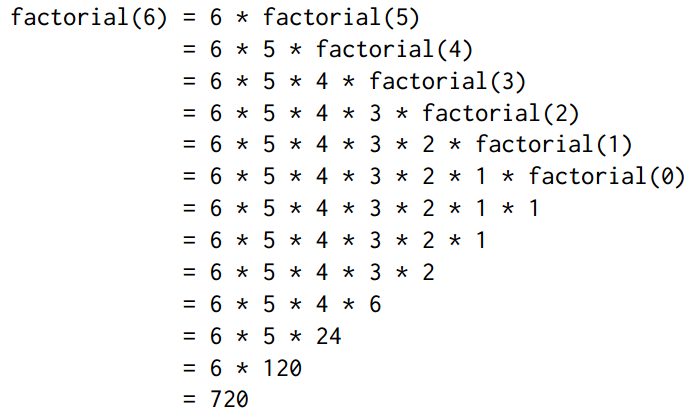 factorial(6) = 6 * factorial(5)
= 6 * 5 * factorial(4)
= 6 * 5 * 4 * factorial(3)
= 6 * 5 * 4 * 3 * factorial(2)
= 6 * 5 * 4 * 3 * 2 * factorial(1)
= 6 * 5 * 4 * 3 * 2 * 1 * factorial(0)
= 6 * 5 * 4 * 3 * 2 * 1 * 1
= 6 * 5 * 4 * 3 * 2 * 1
= 6 * 5 * 4 * 3 * 2
= 6 * 5 * 4 * 6
= 6 * 5 * 24
= 6 * 120
= 720